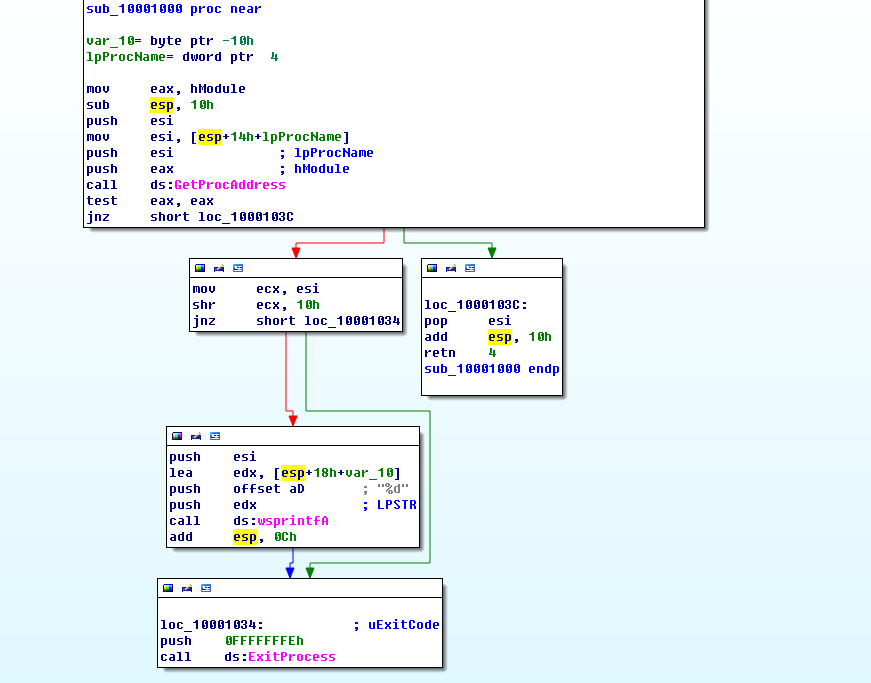 sub_10001000 proc near
var_10= byte ptr -10h
lpProcName= dword ptr  4
mov     eax, hModule
sub     esp, 10h
push    esi
mov     esi, [esp+14h+lpProcName]
push    esi             ; lpProcName
push    eax             ; hModule
call    ds:GetProcAddress
test    eax, eax
jnz     short loc_1000103C
mov     ecx, esi
shr     ecx, 10h
jnz     short loc_10001034
loc_1000103C:
pop     esi
add     esp, 10h
retn    4
sub_10001000 endp
push    esi
lea     edx, [esp+18h+var_10]
push    offset aD       ; "%d"
push    edx             ; LPSTR
call    ds:wsprintfA
add     esp, 0Ch
loc_10001034:           ; uExitCode
push    0FFFFFFFEh
call    ds:ExitProcess